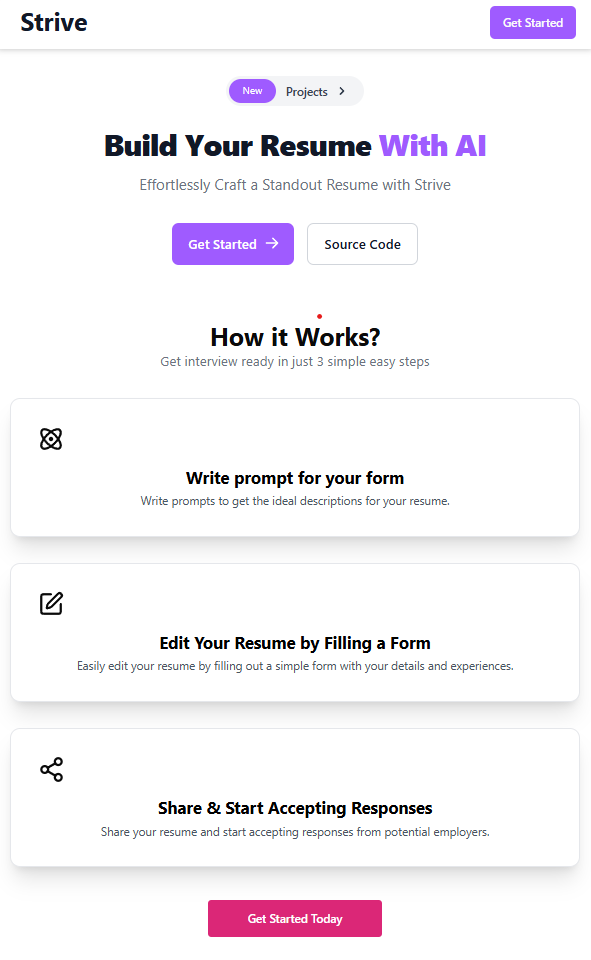 Strive
Get Started
New Projects
Build Your Resume With AI
Effortlessly Craft a Standout Resume with Strive
Get Started
Source Code
How it Works?
Get interview ready in just 3 simple easy steps
Write prompt for your form
Write prompts to get the ideal descriptions for your resume.
Edit Your Resume by Filling a Form
Easily edit your resume by filling out a simple form with your details and experiences.
Share & Start Accepting Responses
Share your resume and start accepting responses from potential employers.
Get Started Today